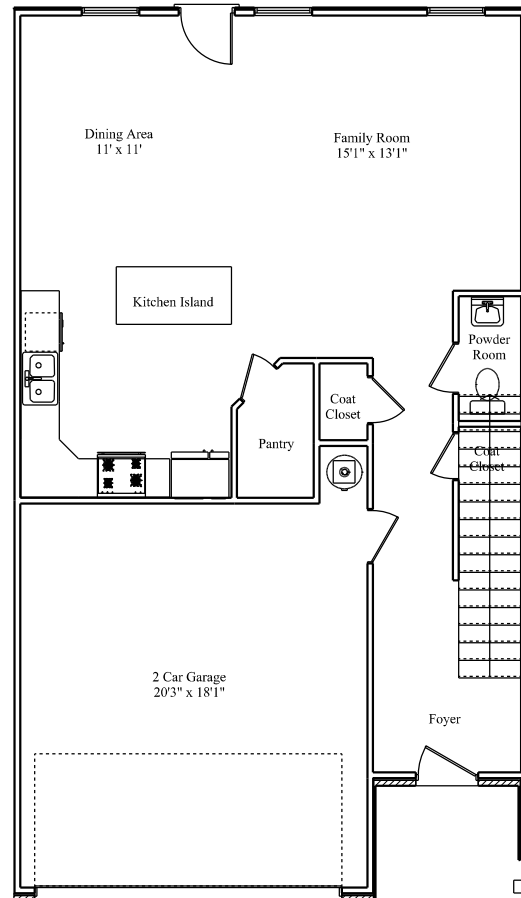 Dining Area
11' x 11'
Family Room
15'1" x 13'1"
Kitchen Island
Powder
Room
Coat
Closet
Pantry
Coat
Closet
2 Car Garage
20'3" x 18'1"
Foyer